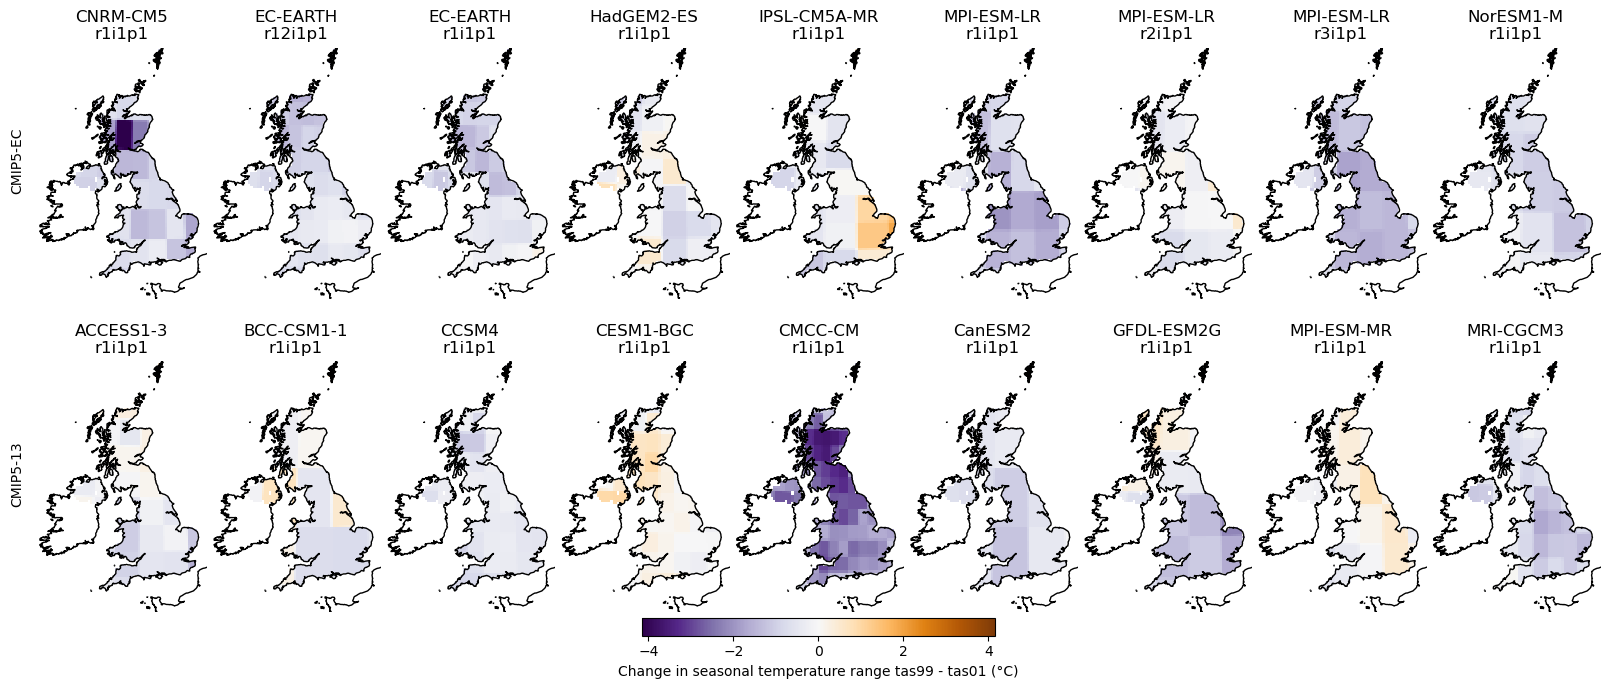 CNRM-CM5 EC-EARTH EC-EARTH HadGEM2-ES IPSL-CM5A-MR MPI-ESM-LR MPI-ESM-LR MPI-ESM-LR NorESM1-M
r1i1p1 r12i1p1 r1i1p1 r1i1p1 r1i1p1 r1i1p1 r2i1p1 r3i1p1 r1i1p1
CMIP5-EC
ACCESS1-3 BCC-CSM1-1 CCSM4 CESM1-BGC CMCC-CM CanESM2 GFDL-ESM2G MPI-ESM-MR MRI-CGCM3
r1i1p1 r1i1p1 r1i1p1 r1i1p1 r1i1p1 r1i1p1 r1i1p1 r1i1p1 r1i1p1
CMIP5-13
−4 −2 0 2 4
Change in seasonal temperature range tas99 - tas01 (°C)